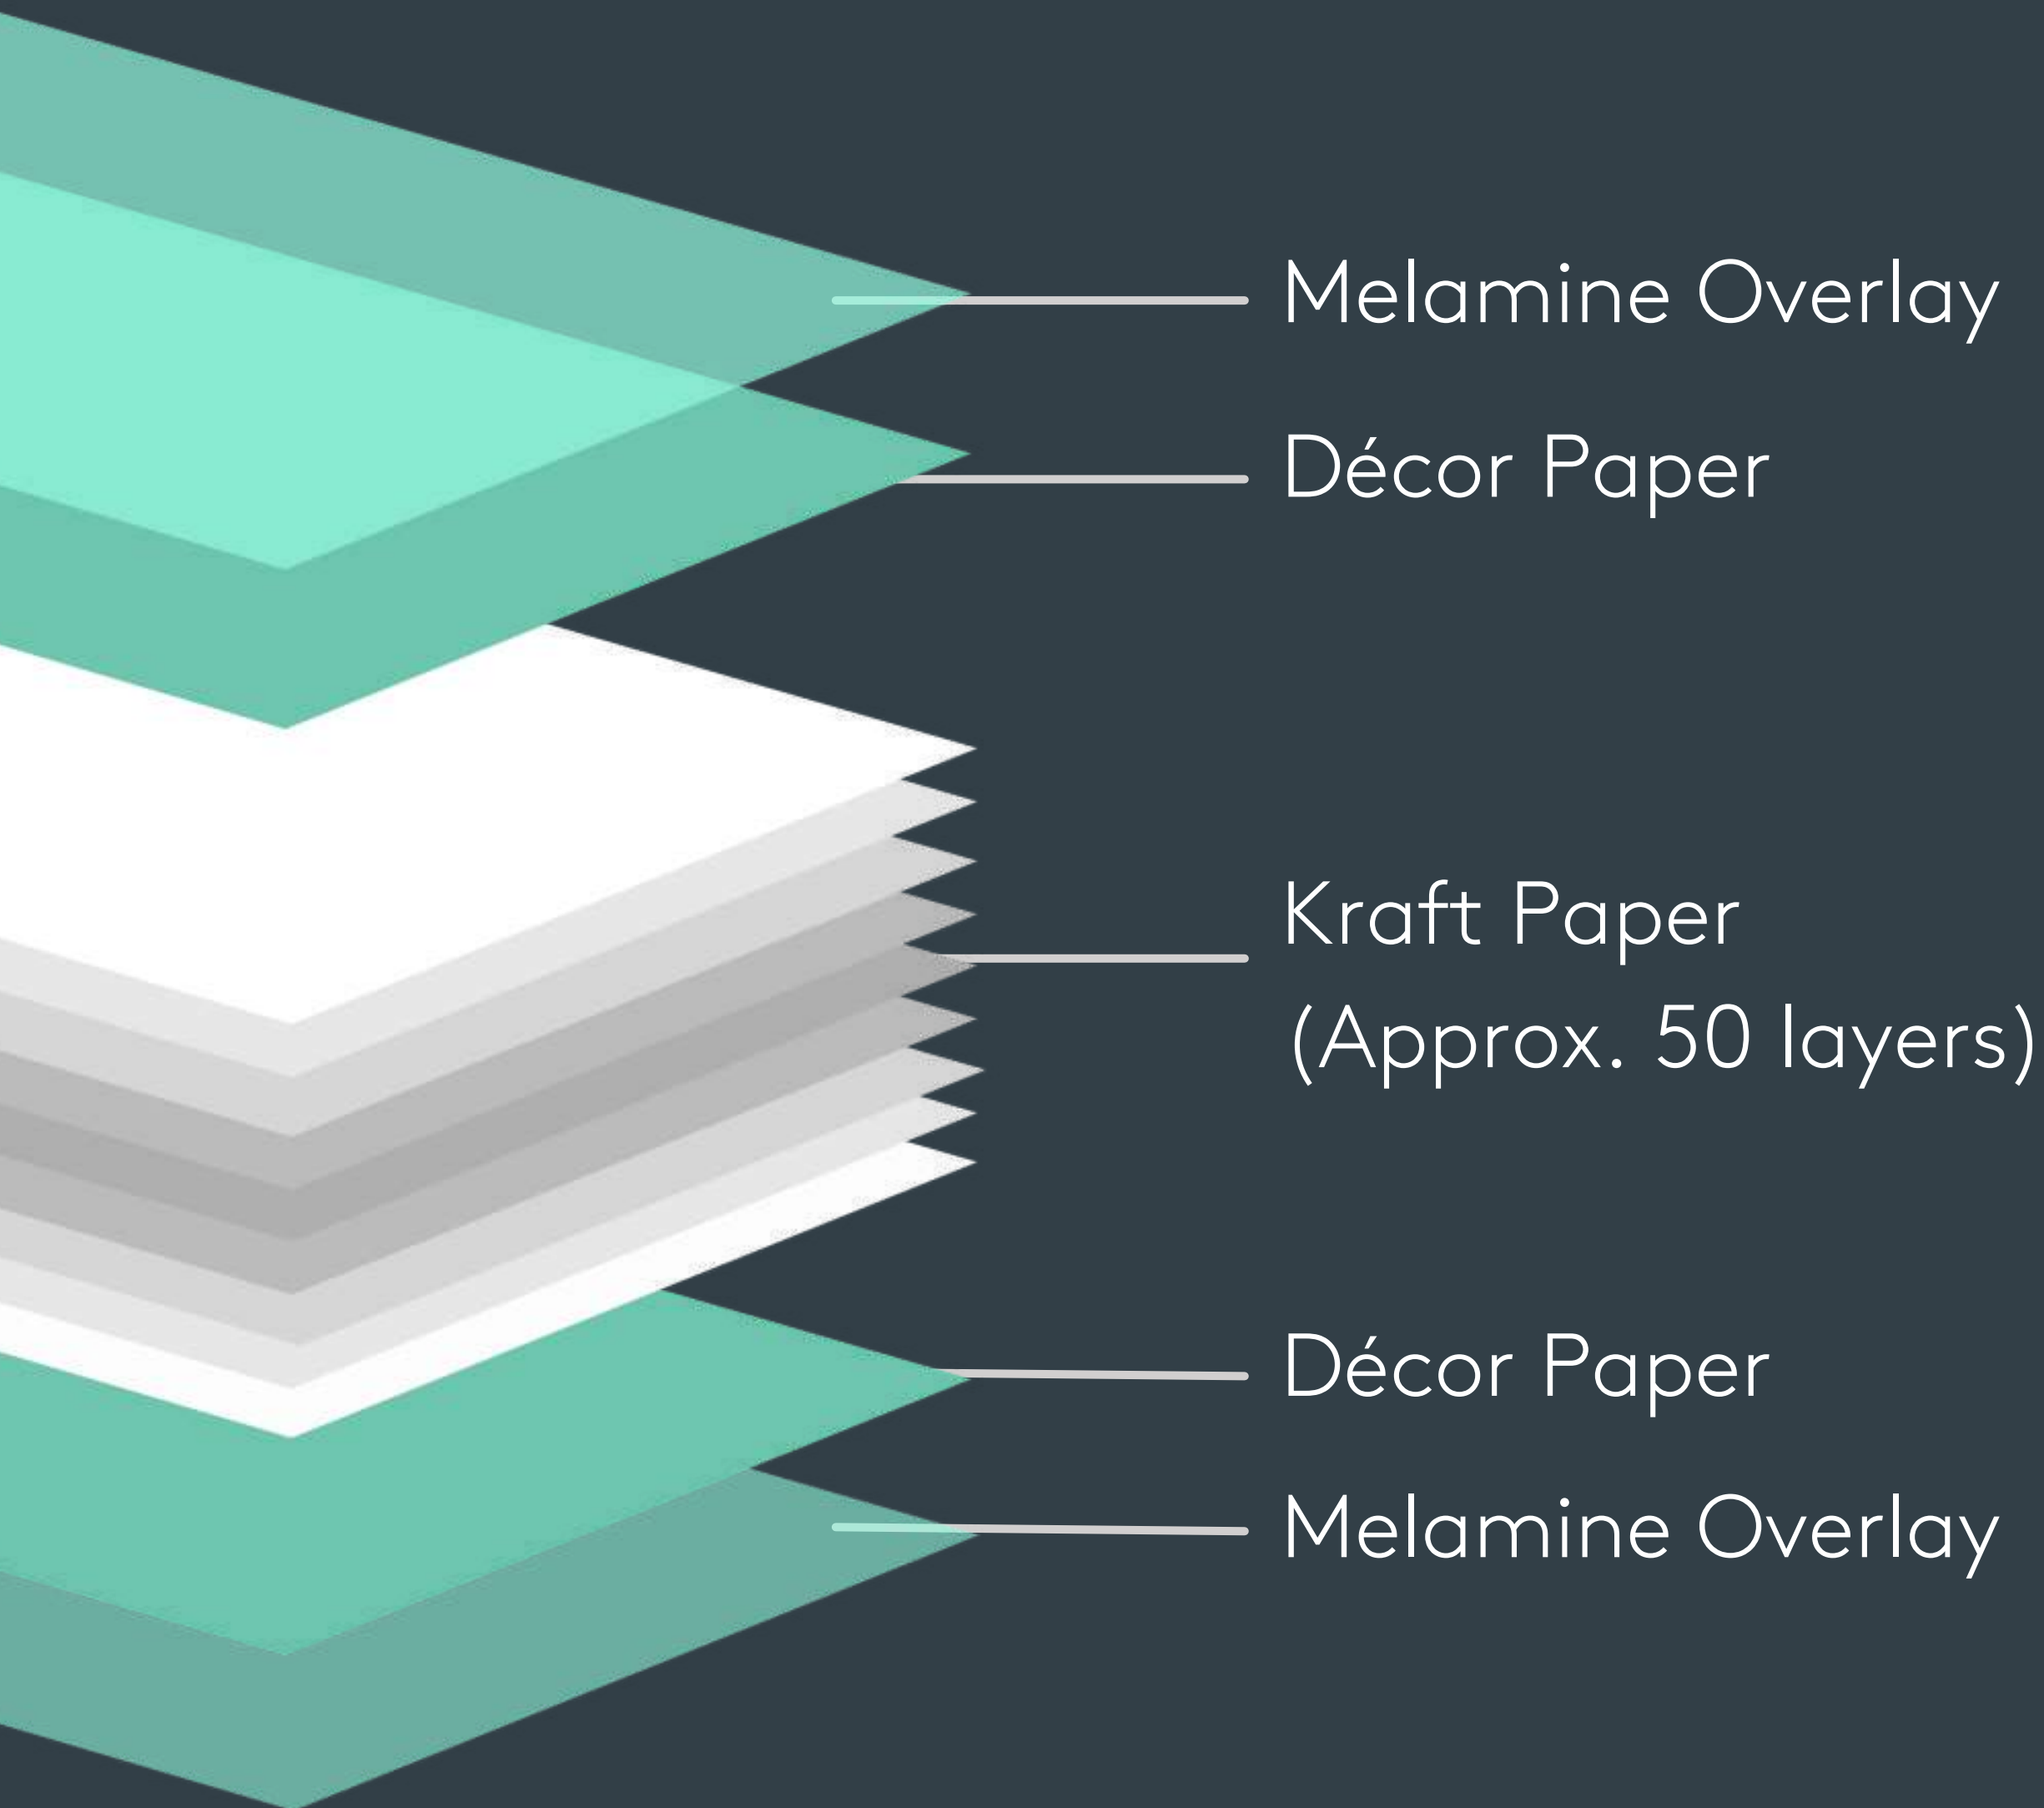 Melamine Overlay
Décor Paper
Kraft Paper
(Approx. 50 layers)
Décor Paper
Melamine Overlay